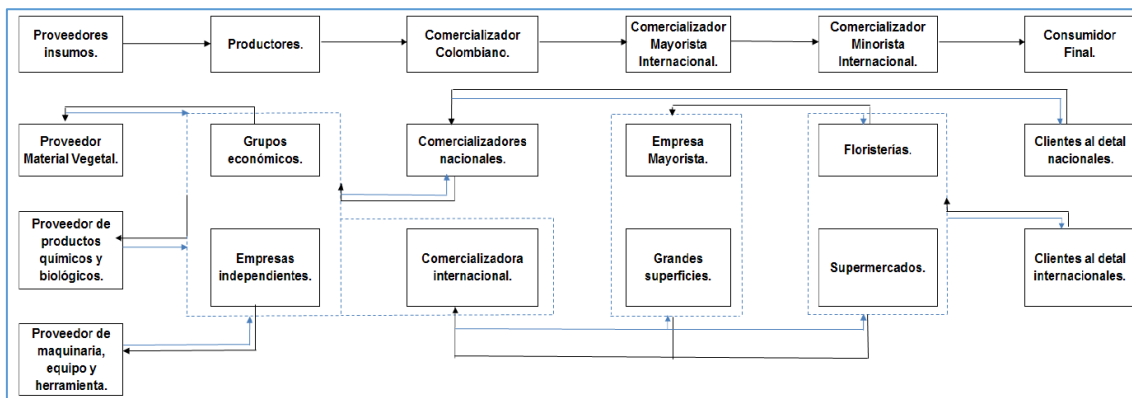 Proveedores
insumos.
Productores.
Comercializador
Colombiano.
Comercializador
Mayorista
Internacional.
Comercializador
Minorista
Internacional.
Consumidor
Final.
Proveedor
Material Vegetal.
Grupos
económicos.
Comercializadores
nacionales.
Empresa
Mayorista.
Floristerías.
Clientes al detal
nacionales.
Proveedor de
productos
químicos y
biológicos.
Empresas
independientes.
Comercializadora
internacional.
Grandes
superficies.
Supermercados.
Clientes al detal
internacionales.
Proveedor de
maquinaria,
equipo y
herramienta.